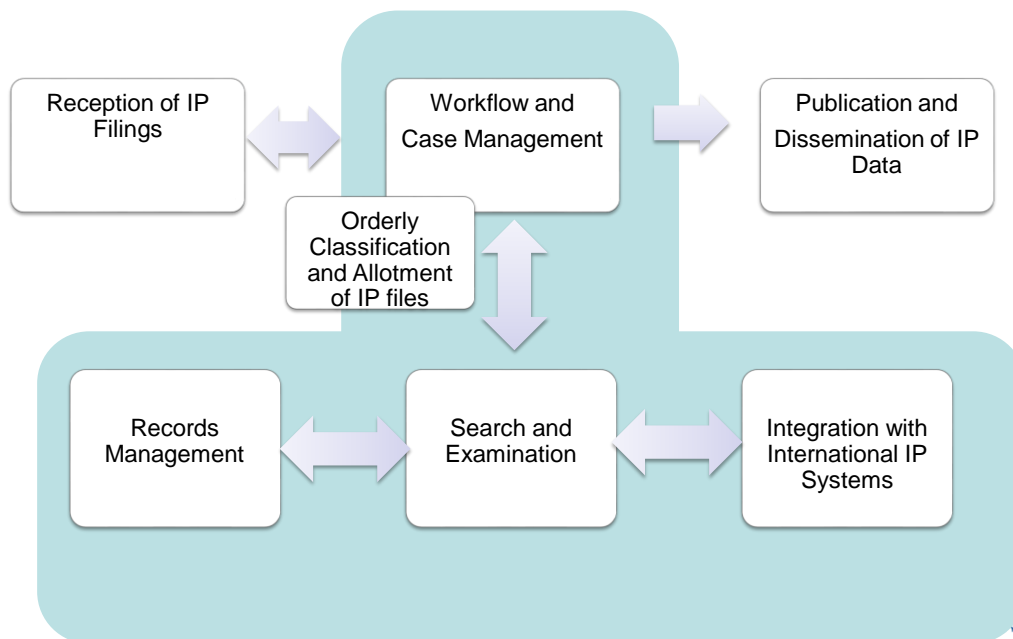 Reception of IP
Filings
Workflow and
Case Management
Publication and
Dissemination of IP
Data
Orderly
Classification
and Allotment
of IP files
Records
Management
Search and
Examination
Integration with
International IP
Systems